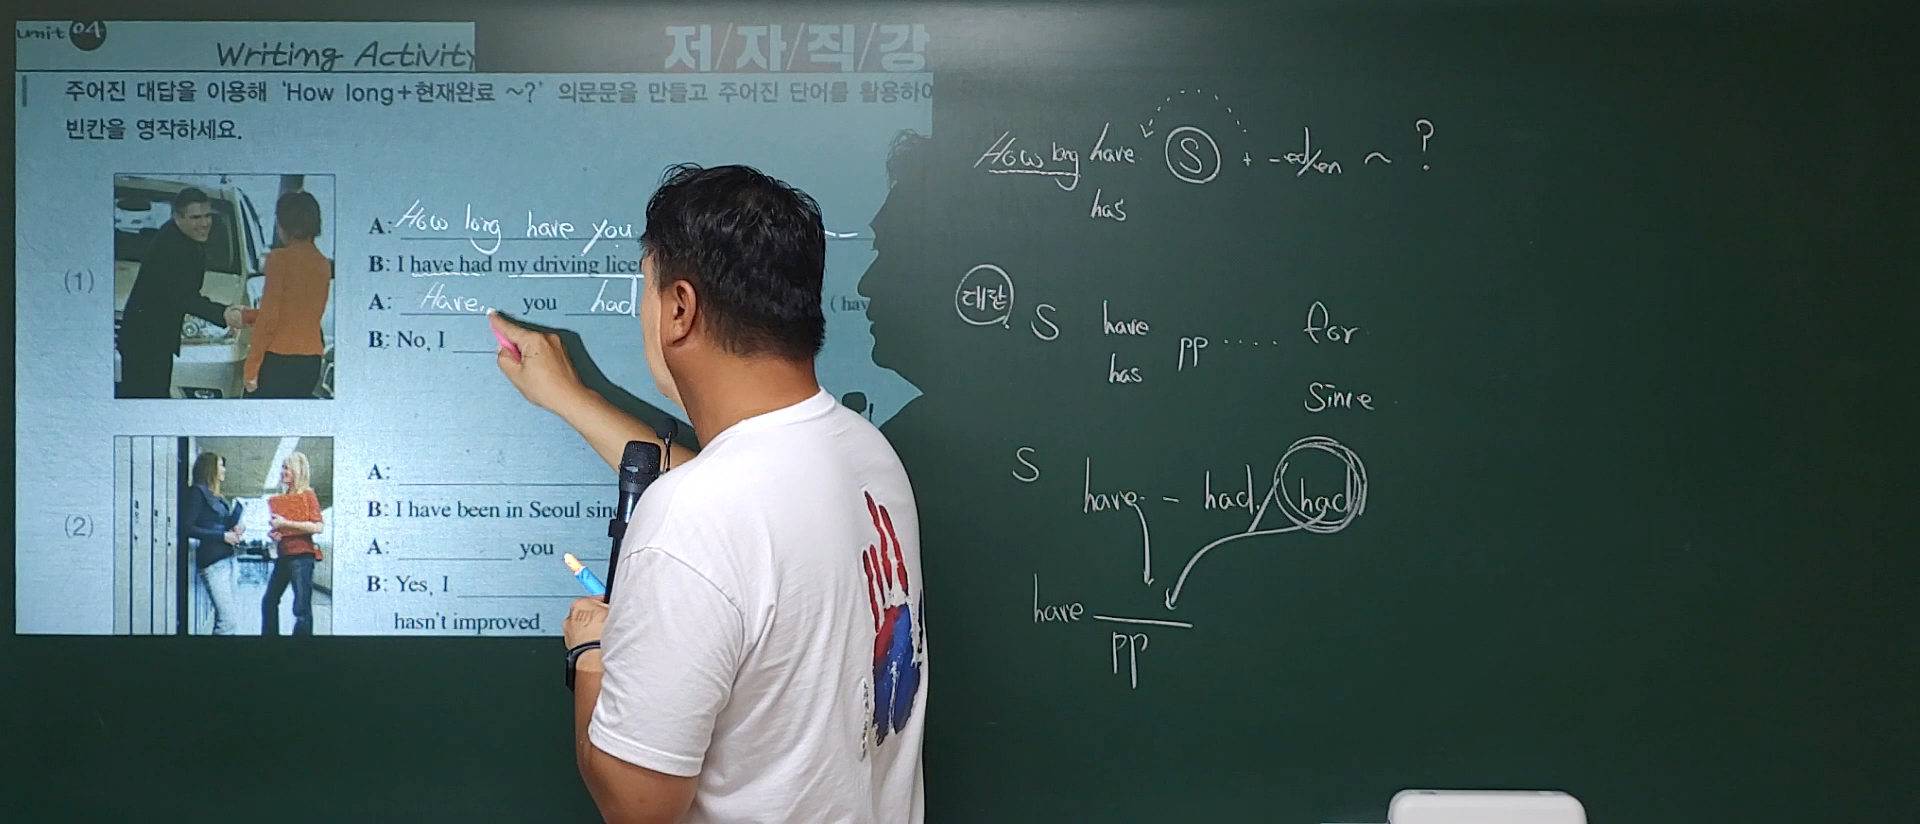 unit 04
Writing Activity
저/자/직/강
주어진 대답을 이용해 ‘How long+현재완료 ~?’ 의문문을 만들고 주어진 단어를 활용하여
빈칸을 영작하세요.
(1)
A: How long have you
B: I have had my driving
A: Have you had ( hav
B: No, I
(2)
A:
B: I have been in Seoul
A: you
B: Yes, I
hasn't improved
How long have S + -ed/en ~ ?
has
대답 S have pp ···· for
has since
S have - had - had
have
pp